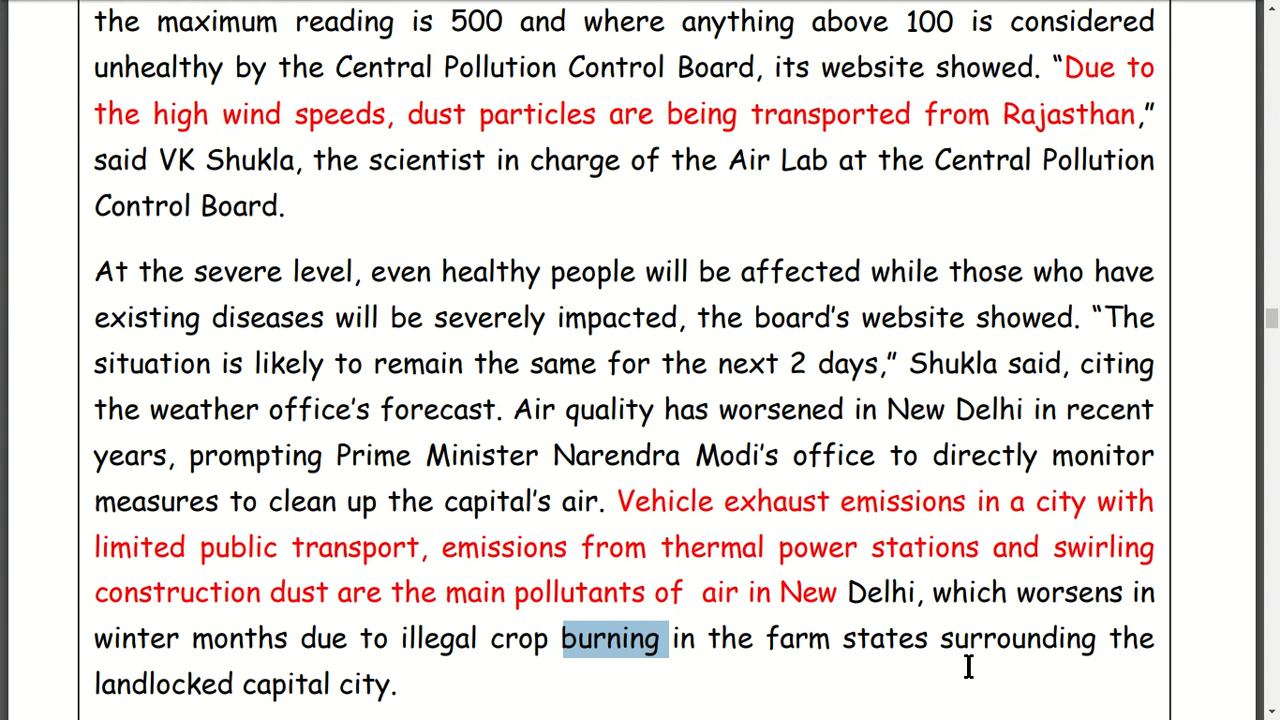 the maximum reading is 500 and where anything above 100 is considered
unhealthy by the Central Pollution Control Board, its website showed. “Due to
the high wind speeds, dust particles are being transported from Rajasthan,”
said VK Shukla, the scientist in charge of the Air Lab at the Central Pollution
Control Board.
At the severe level, even healthy people will be affected while those who have
existing diseases will be severely impacted, the board’s website showed. “The
situation is likely to remain the same for the next 2 days,” Shukla said, citing
the weather office’s forecast. Air quality has worsened in New Delhi in recent
years, prompting Prime Minister Narendra Modi’s office to directly monitor
measures to clean up the capital’s air. Vehicle exhaust emissions in a city with
limited public transport, emissions from thermal power stations and swirling
construction dust are the main pollutants of  air in New Delhi, which worsens in
winter months due to illegal crop burning in the farm states surrounding the
landlocked capital city.